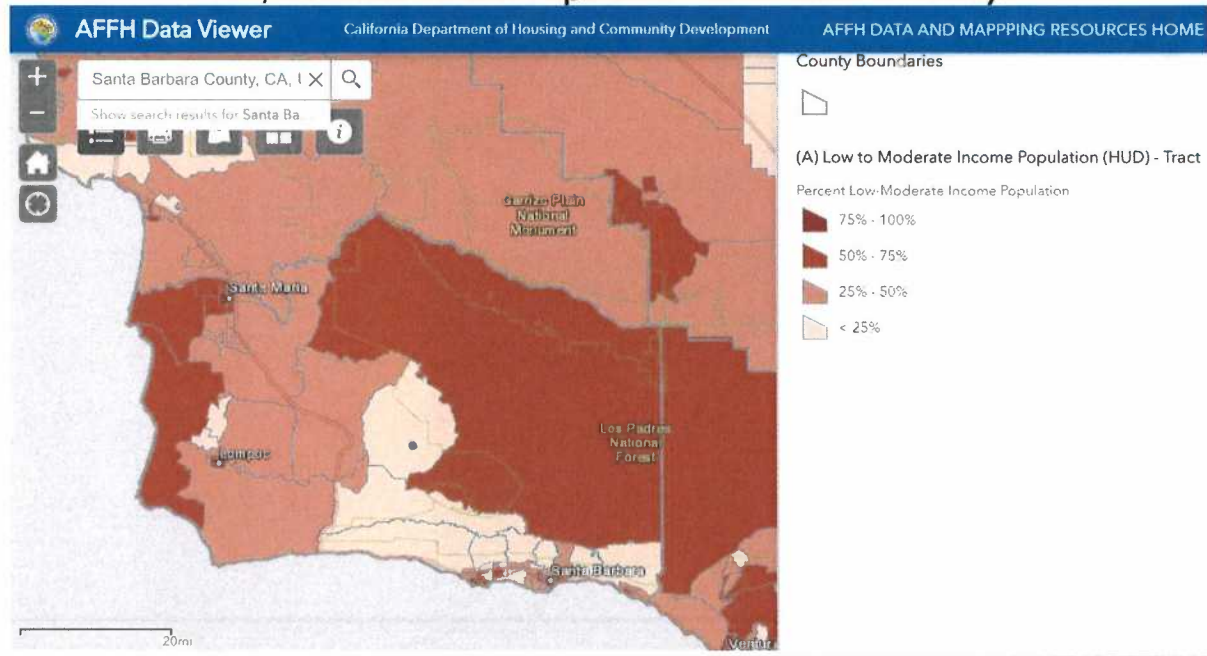 AFFH Data Viewer
California Department of Housing and Community Development
AFFH DATA AND MAPPPING RESOURCES HOME
Santa Barbara County, CA, U
Show search results for Santa Ba...
County Boundaries
(A) Low to Moderate Income Population (HUD) - Tract
Percent Low-Moderate Income Population
75% - 100%
50% - 75%
25% - 50%
< 25%
Carrizo Plain
National
Monument
Santa Maria
Los Padres
National
Forest
Lompoc
Santa Barbara
Ventur
20mi